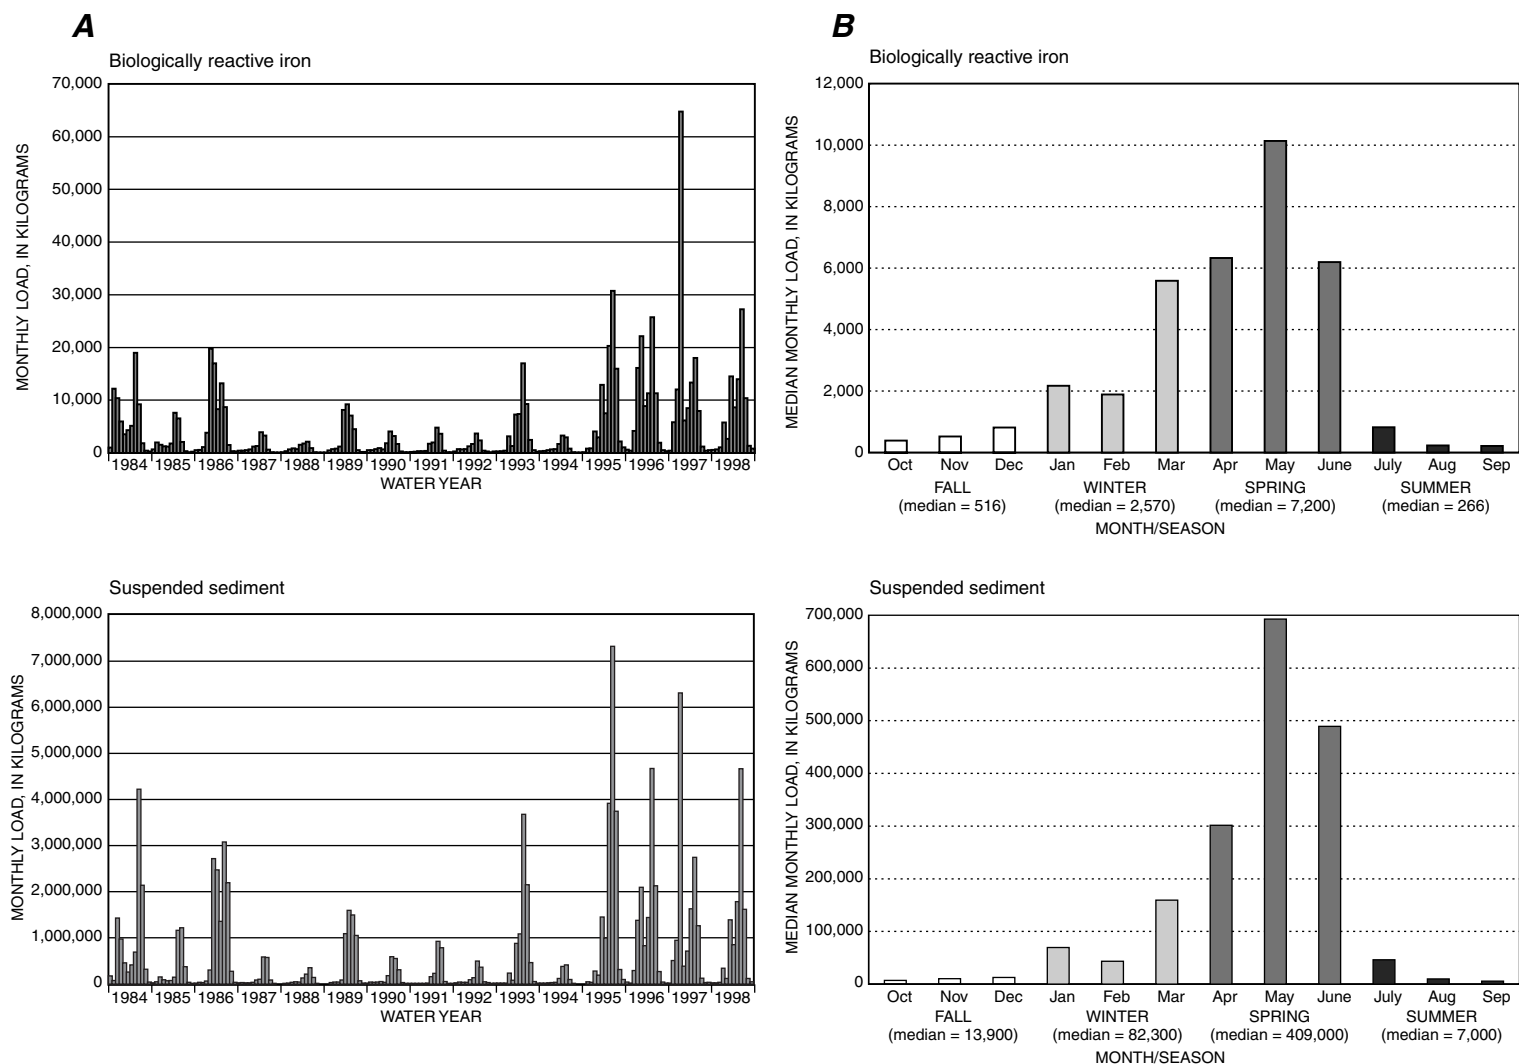 A
Biologically reactive iron
MONTHLY LOAD, IN KILOGRAMS
70,000
60,000
50,000
40,000
30,000
20,000
10,000
0
1984 1985 1986 1987 1988 1989 1990 1991 1992 1993 1994 1995 1996 1997 1998
WATER YEAR
B
Biologically reactive iron
MEDIAN MONTHLY LOAD, IN KILOGRAMS
12,000
10,000
8,000
6,000
4,000
2,000
0
Oct Nov Dec Jan Feb Mar Apr May June July Aug Sep
FALL WINTER SPRING SUMMER
(median = 516) (median = 2,570) (median = 7,200) (median = 266)
MONTH/SEASON
Suspended sediment
MONTHLY LOAD, IN KILOGRAMS
8,000,000
7,000,000
6,000,000
5,000,000
4,000,000
3,000,000
2,000,000
1,000,000
0
1984 1985 1986 1987 1988 1989 1990 1991 1992 1993 1994 1995 1996 1997 1998
WATER YEAR
Suspended sediment
MEDIAN MONTHLY LOAD, IN KILOGRAMS
700,000
600,000
500,000
400,000
300,000
200,000
100,000
0
Oct Nov Dec Jan Feb Mar Apr May June July Aug Sep
FALL WINTER SPRING SUMMER
(median = 13,900) (median = 82,300) (median = 409,000) (median = 7,000)
MONTH/SEASON